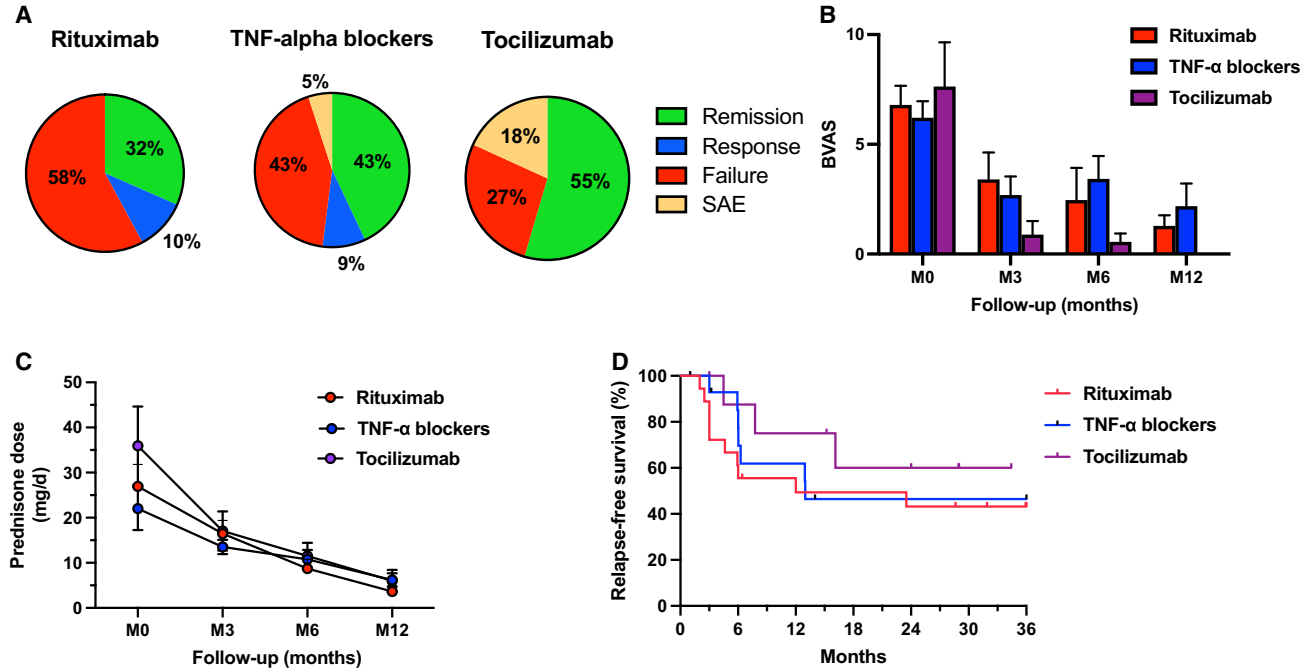 A
Rituximab
TNF-alpha blockers
Tocilizumab
32%
58%
10%
5%
43%
43%
9%
18%
27%
55%
Remission
Response
Failure
SAE
B
10
5
0
BVAS
M0
M3
M6
M12
Follow-up (months)
Rituximab
TNF-α blockers
Tocilizumab
C
50
40
30
20
10
0
Prednisone dose
(mg/d)
M0
M3
M6
M12
Follow-up (months)
Rituximab
TNF-α blockers
Tocilizumab
D
100
80
60
40
20
0
Relapse-free survival (%)
0
6
12
18
24
30
36
Months
Rituximab
TNF-α blockers
Tocilizumab